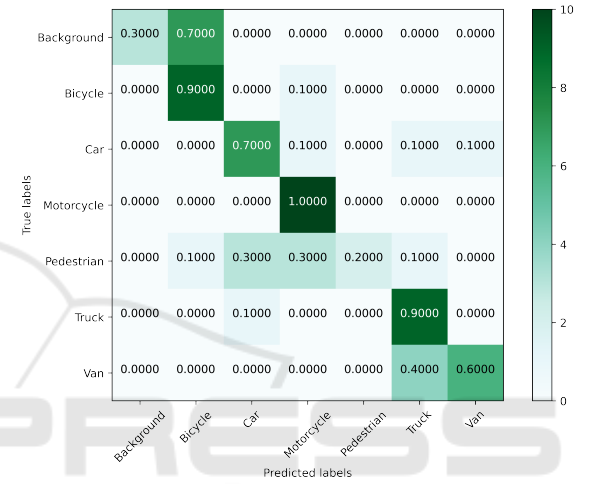 Background 0.3000 0.7000 0.0000 0.0000 0.0000 0.0000 0.0000
Bicycle 0.0000 0.9000 0.0000 0.1000 0.0000 0.0000 0.0000
Car 0.0000 0.0000 0.7000 0.1000 0.0000 0.1000 0.1000
Motorcycle 0.0000 0.0000 0.0000 1.0000 0.0000 0.0000 0.0000
Pedestrian 0.0000 0.1000 0.3000 0.3000 0.2000 0.1000 0.0000
Truck 0.0000 0.0000 0.1000 0.0000 0.0000 0.9000 0.0000
Van 0.0000 0.0000 0.0000 0.0000 0.0000 0.4000 0.6000
Background Bicycle Car Motorcycle Pedestrian Truck Van
Predicted labels
True labels
10
8
6
4
2
0
PRESS